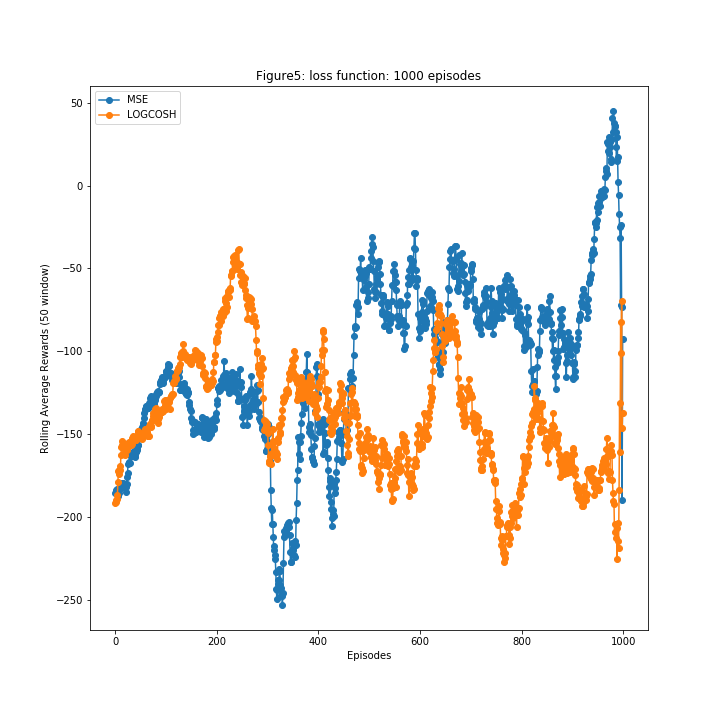 Figure5: loss function: 1000 episodes
MSE
LOGCOSH
50
0
−50
−100
−150
−200
−250
Rolling Average Rewards (50 window)
0
200
400
600
800
1000
Episodes